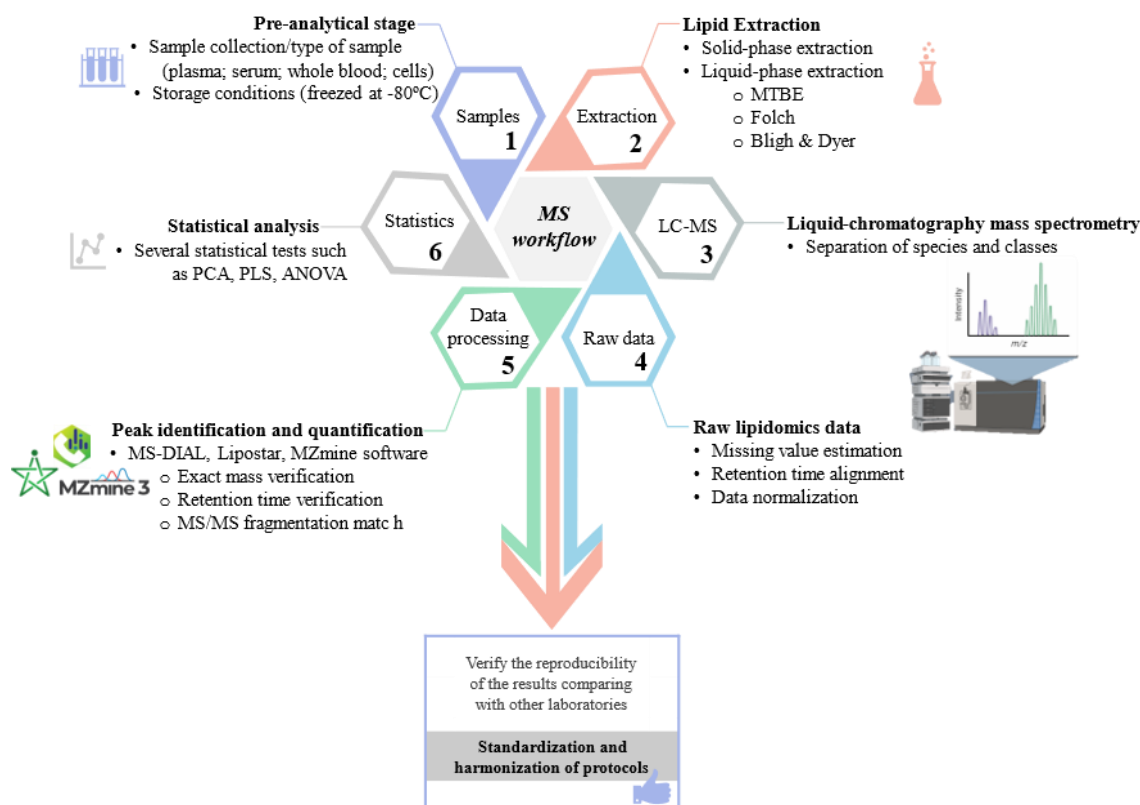 Pre-analytical stage
• Sample collection/type of sample
(plasma; serum; whole blood; cells)
• Storage conditions (freezed at -80ºC)
Samples
1
Lipid Extraction
• Solid-phase extraction
• Liquid-phase extraction
o MTBE
o Folch
o Bligh & Dyer
Extraction
2
MS
workflow
LC-MS
3
Liquid-chromatography mass spectrometry
• Separation of species and classes
Intensity
m/z
Raw data
4
Raw lipidomics data
• Missing value estimation
• Retention time alignment
• Data normalization
Data
processing
5
Peak identification and quantification
• MS-DIAL, Lipostar, MZmine software
o Exact mass verification
o Retention time verification
o MS/MS fragmentation matc h
MZmine 3
Statistics
6
Statistical analysis
• Several statistical tests such
as PCA, PLS, ANOVA
Verify the reproducibility
of the results comparing
with other laboratories
Standardization and
harmonization of protocols